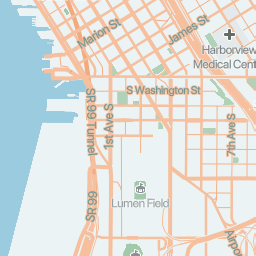 Marion St
James St
Harborview
Medical Cent
S Washington St
SR 99 Tunnel
1st Ave S
7th Ave S
Lumen Field
SR 99
Airpo